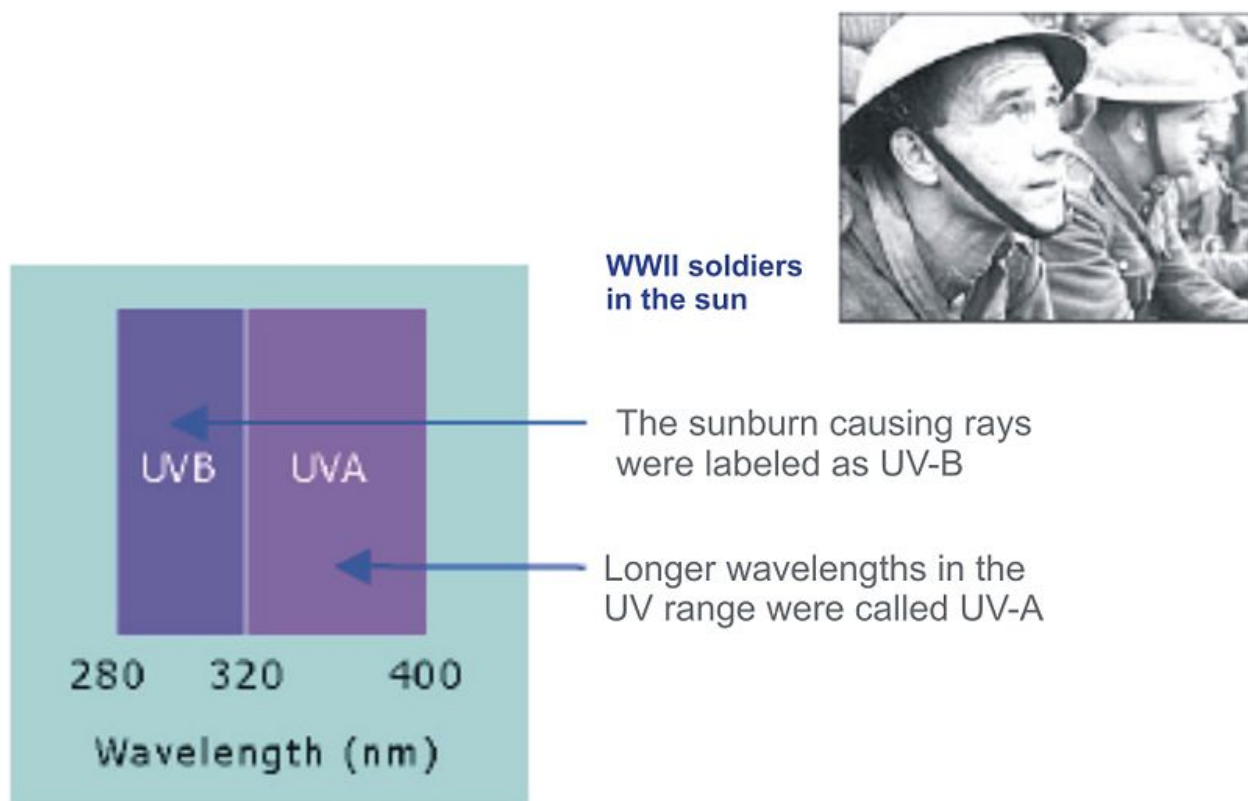 WWII soldiers
in the sun
The sunburn causing rays
were labeled as UV-B
UVB UVA
Longer wavelengths in the
UV range were called UV-A
280 320 400
Wavelength (nm)